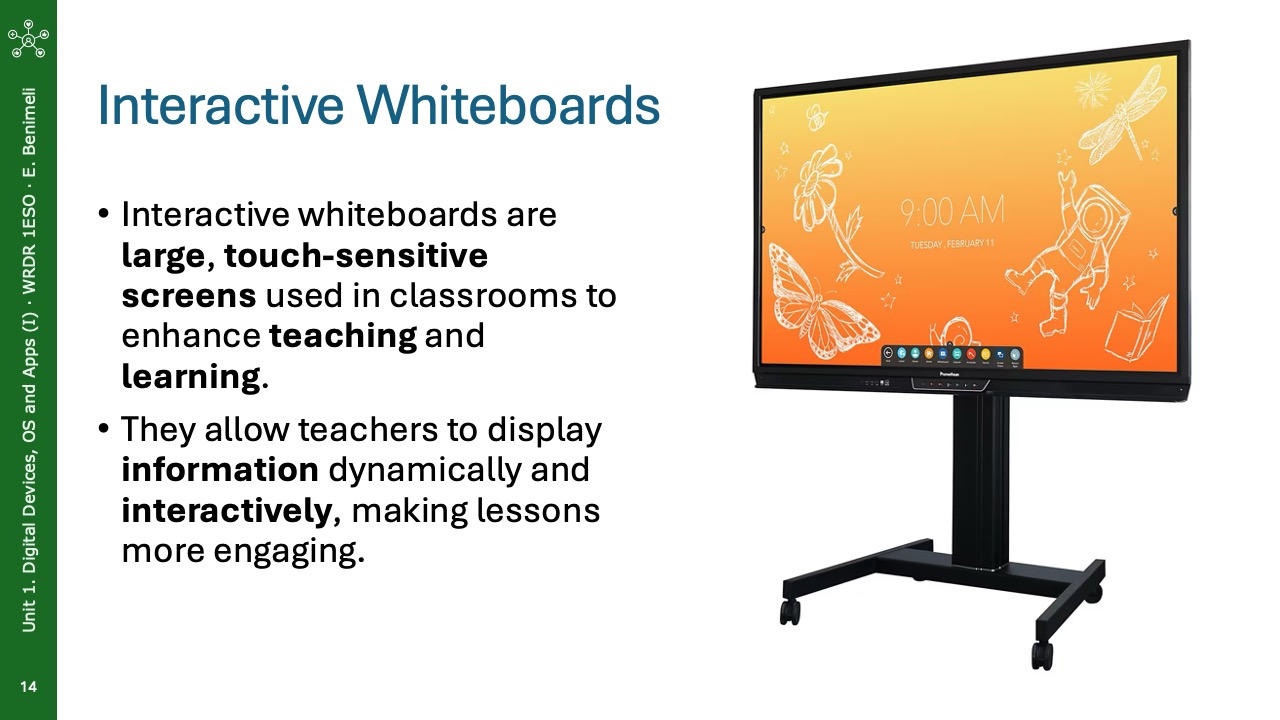 Unit 1. Digital Devices, OS and Apps (I) · WRDR 1ESO · E. Benimeli
14
Interactive Whiteboards
• Interactive whiteboards are
large, touch-sensitive
screens used in classrooms to
enhance teaching and
learning.
• They allow teachers to display
information dynamically and
interactively, making lessons
more engaging.
9:00 AM
TUESDAY, FEBRUARY 11
Promethean